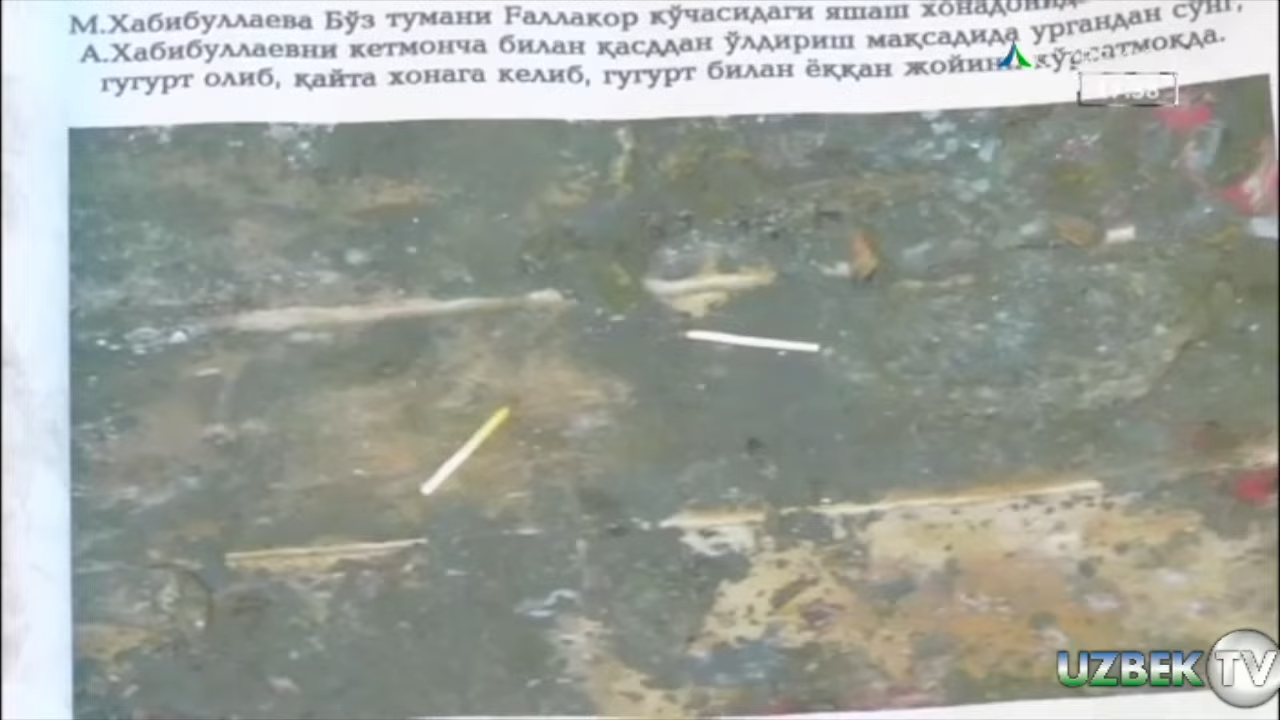 М.Хабибуллаева Бўз тумани Ғаллакор кўчасидаги яшаш
А.Хабибуллаевни кетмонча билан қасддан ўлдириш мақсадида ургандан сўнг,
гугурт олиб, қайта хонага келиб, гугурт билан ёққан жойини кўрсатмоқда.
UZBEK TV